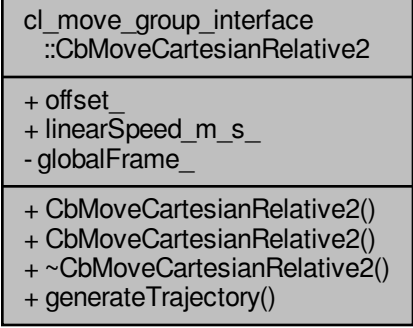 cl_move_group_interface
::CbMoveCartesianRelative2
+ offset_
+ linearSpeed_m_s_
- globalFrame_
+ CbMoveCartesianRelative2()
+ CbMoveCartesianRelative2()
+ ~CbMoveCartesianRelative2()
+ generateTrajectory()